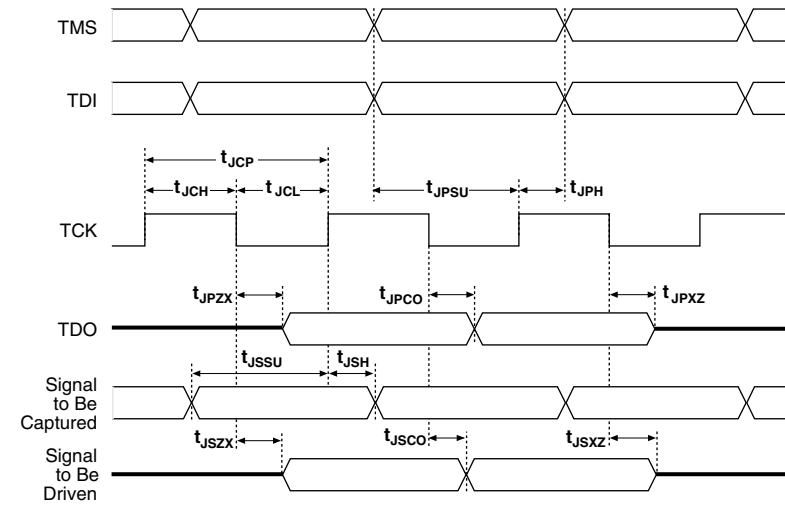 TMS
TDI
tJCP
tJCH
tJCL
tJPSU
tJPH
TCK
tJPZX
tJPCO
tJPXZ
TDO
tJSSU
tJSH
Signal
to Be
Captured
tJSZX
tJSCO
tJSXZ
Signal
to Be
Driven